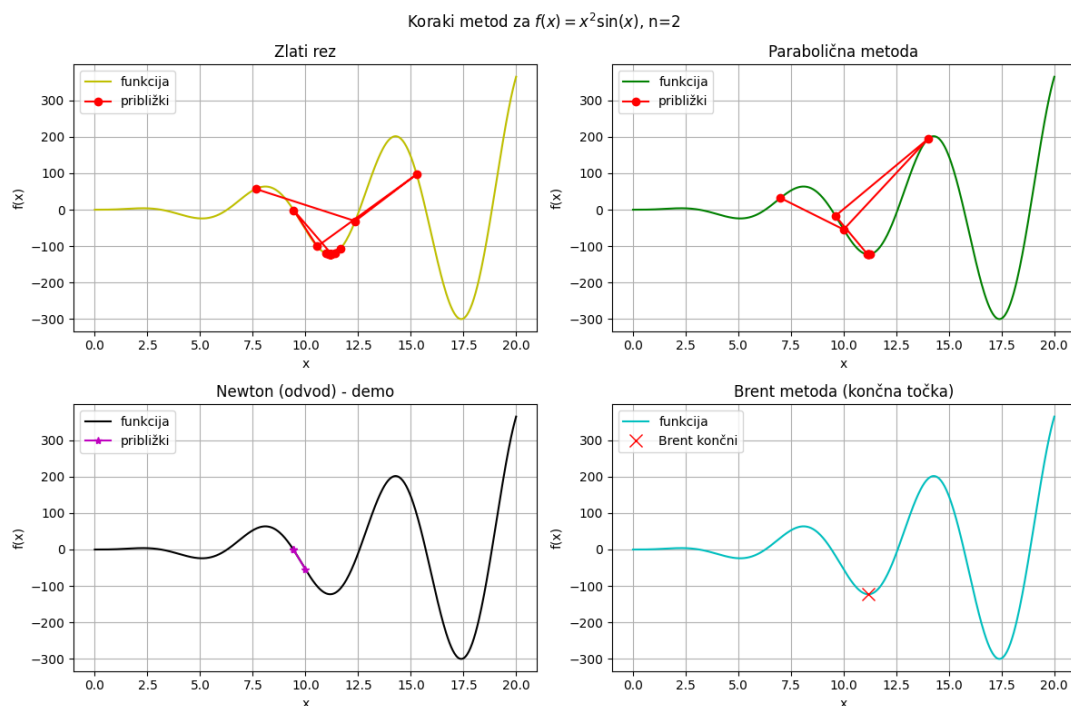 Koraki metod za f(x) = x²sin(x), n=2
Zlati rez
funkcija
približki
f(x)
300
200
100
0
−100
−200
−300
0.0 2.5 5.0 7.5 10.0 12.5 15.0 17.5 20.0
x
Parabolična metoda
funkcija
približki
f(x)
300
200
100
0
−100
−200
−300
0.0 2.5 5.0 7.5 10.0 12.5 15.0 17.5 20.0
x
Newton (odvod) - demo
funkcija
približki
f(x)
300
200
100
0
−100
−200
−300
0.0 2.5 5.0 7.5 10.0 12.5 15.0 17.5 20.0
x
Brent metoda (končna točka)
funkcija
Brent končni
f(x)
300
200
100
0
−100
−200
−300
0.0 2.5 5.0 7.5 10.0 12.5 15.0 17.5 20.0
x